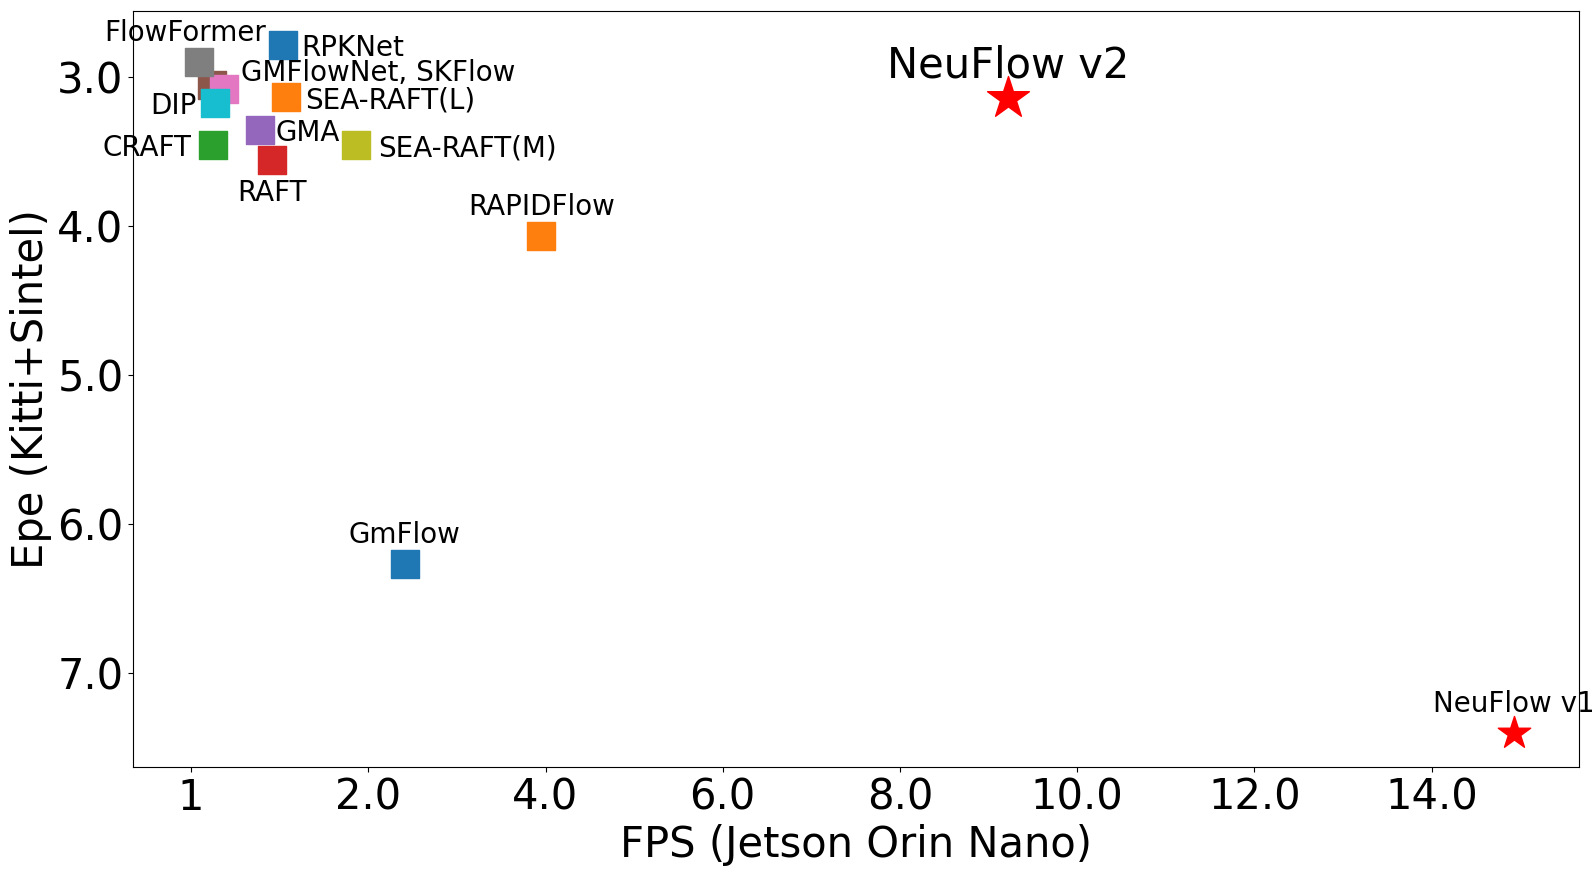 FlowFormer
RPKNet
NeuFlow v2
GMFlowNet, SKFlow
3.0
DIP
SEA-RAFT(L)
GMA
CRAFT
SEA-RAFT(M)
RAFT
RAPIDFlow
4.0
Epe (Kitti+Sintel)
5.0
6.0
GmFlow
7.0
NeuFlow v1
1 2.0 4.0 6.0 8.0 10.0 12.0 14.0
FPS (Jetson Orin Nano)